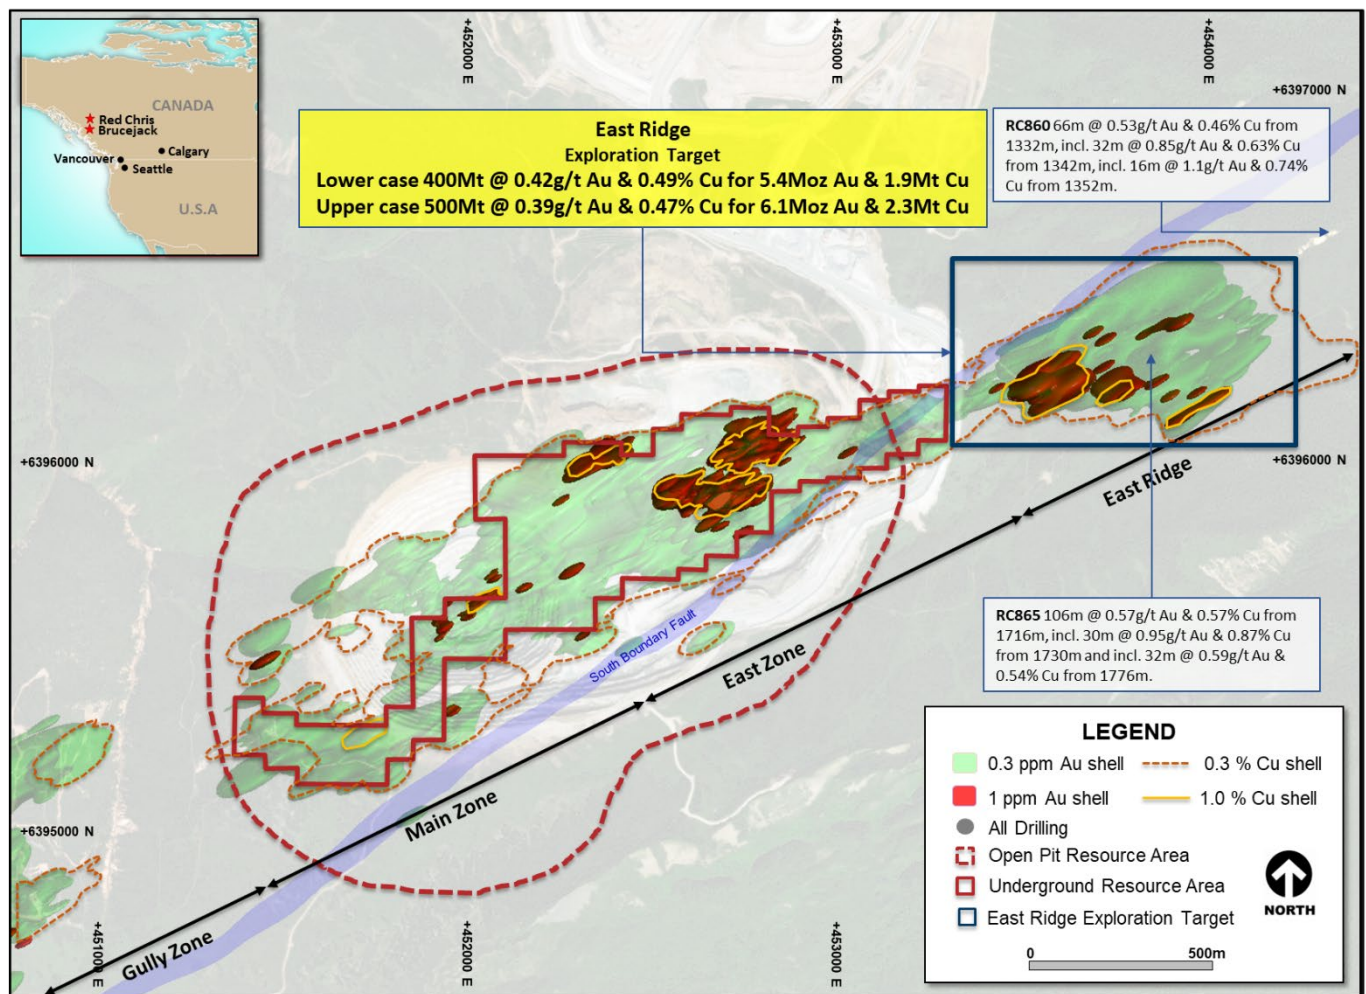 +452000 E
+453000 E
+454000 E
+6397000 N
CANADA
Red Chris
Brucejack
Vancouver
Calgary
Seattle
U.S.A
East Ridge
Exploration Target
Lower case 400Mt @ 0.42g/t Au & 0.49% Cu for 5.4Moz Au & 1.9Mt Cu
Upper case 500Mt @ 0.39g/t Au & 0.47% Cu for 6.1Moz Au & 2.3Mt Cu
RC860 66m @ 0.53g/t Au & 0.46% Cu from
1332m, incl. 32m @ 0.85g/t Au & 0.63% Cu
from 1342m, incl. 16m @ 1.1g/t Au & 0.74%
Cu from 1352m.
+6396000 N
+6396000 N
East Ridge
South Boundary Fault
East Zone
RC865 106m @ 0.57g/t Au & 0.57% Cu from
1716m, incl. 30m @ 0.95g/t Au & 0.87% Cu
from 1730m and incl. 32m @ 0.59g/t Au &
0.54% Cu from 1776m.
Main Zone
+6395000 N
Gully Zone
+451000 E
+452000 E
+453000 E
LEGEND
0.3 ppm Au shell
0.3 % Cu shell
1 ppm Au shell
1.0 % Cu shell
All Drilling
Open Pit Resource Area
Underground Resource Area
East Ridge Exploration Target
NORTH
0
500m